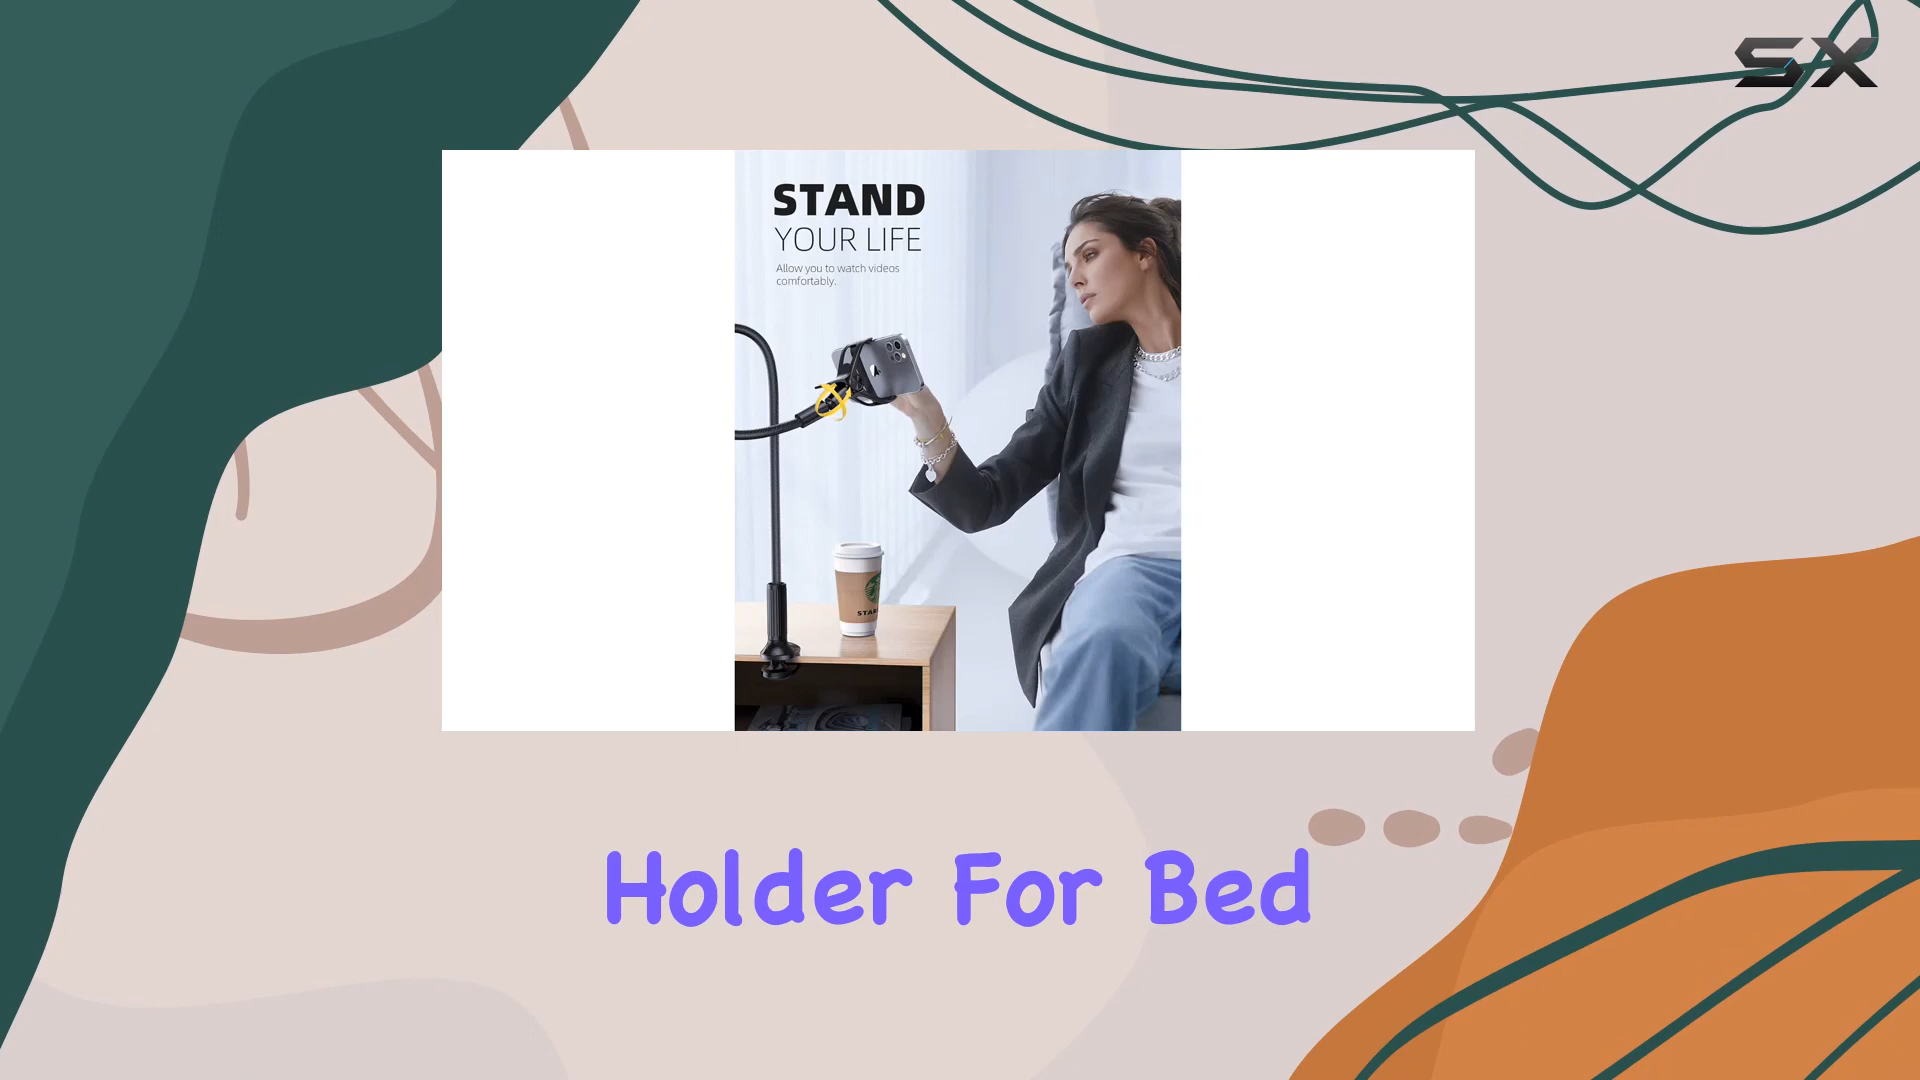 SX
STAND
YOUR LIFE
Allow you to watch videos
comfortably.
Holder For Bed